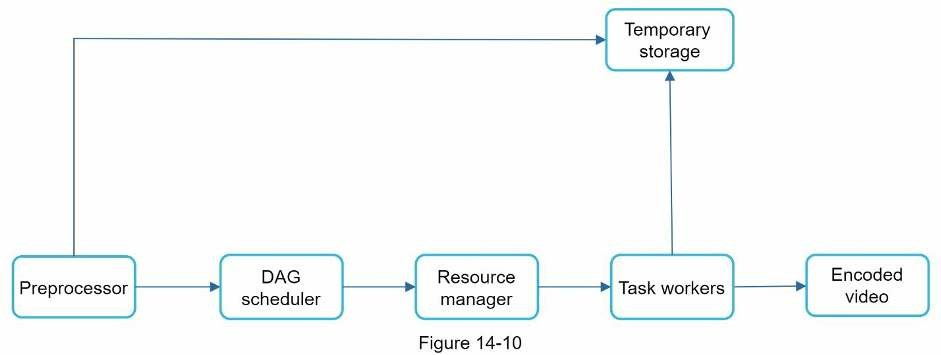 Temporary
storage
Preprocessor
DAG
scheduler
Resource
manager
Task workers
Encoded
video
Figure 14-10